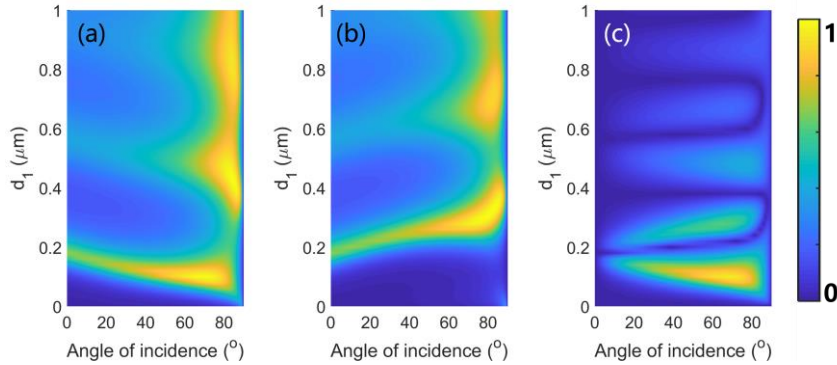 (a) (b) (c)
1 1 1 1
0.8 0.8 0.8
0.6 0.6 0.6
0.4 0.4 0.4
0.2 0.2 0.2
0 0 0 0
d₁ (μm) d₁ (μm) d₁ (μm)
0 20 40 60 80 0 20 40 60 80 0 20 40 60 80
Angle of incidence (°) Angle of incidence (°) Angle of incidence (°)